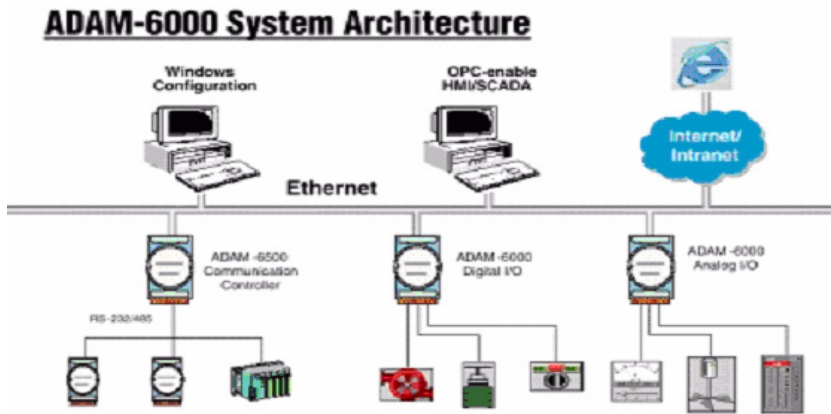 ADAM-6000 System Architecture
Windows
Configuration
OPC-enable
HMI/SCADA
Internet/
Intranet
Ethernet
ADAM -6500
Communication
Controller
ADAM -6000
Digital I/O
ADAM -6000
Analog I/O
RS-232/485